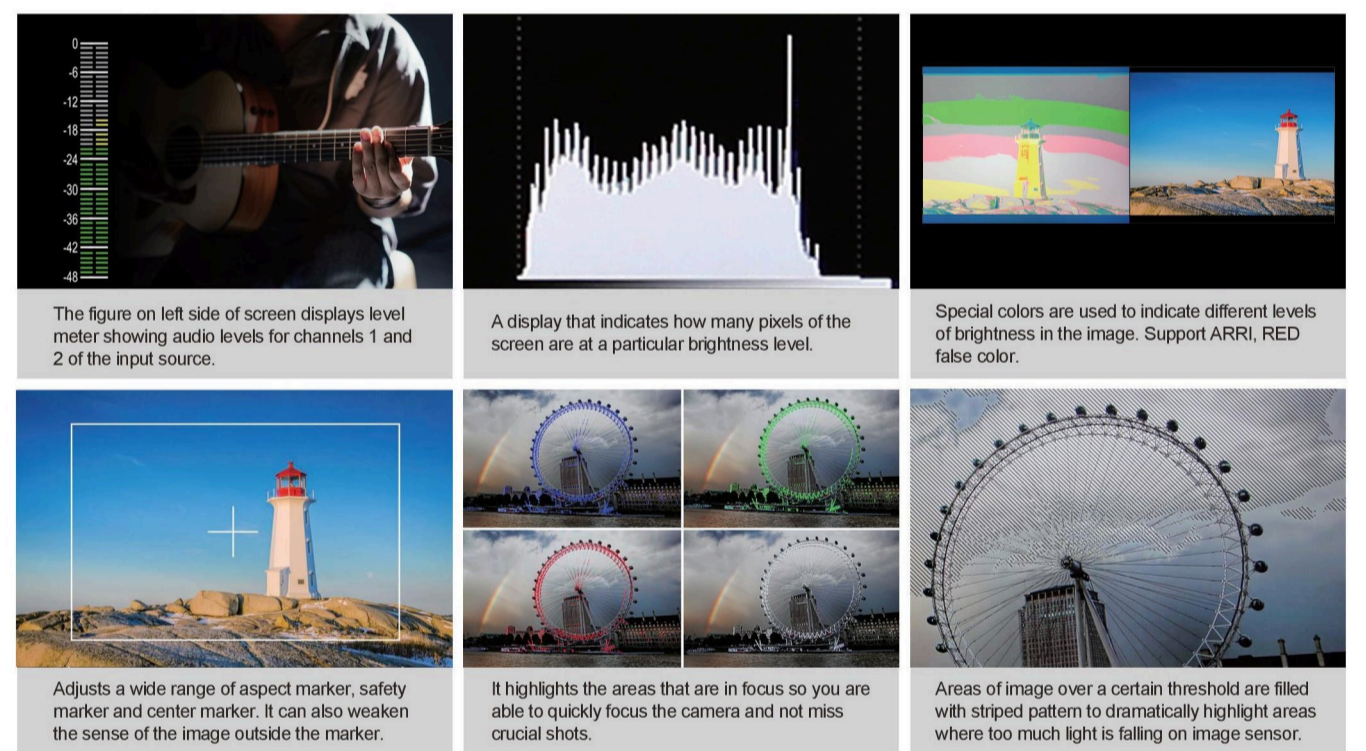 0
-6
-12
-18
-24
-30
-36
-42
-48
The figure on left side of screen displays level
meter showing audio levels for channels 1 and
2 of the input source.
A display that indicates how many pixels of the
screen are at a particular brightness level.
Special colors are used to indicate different levels
of brightness in the image. Support ARRI, RED
false color.
Adjusts a wide range of aspect marker, safety
marker and center marker. It can also weaken
the sense of the image outside the marker.
It highlights the areas that are in focus so you are
able to quickly focus the camera and not miss
crucial shots.
Areas of image over a certain threshold are filled
with striped pattern to dramatically highlight areas
where too much light is falling on image sensor.